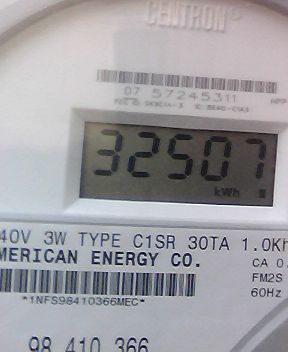 CENTRON®
07 57245311
32507
kWh
40V 3W TYPE C1SR 30TA 1.0Kh
MERICAN ENERGY CO.
CA 0.
FM2S
60Hz
*1NFS98410366MEC*
98 410 366